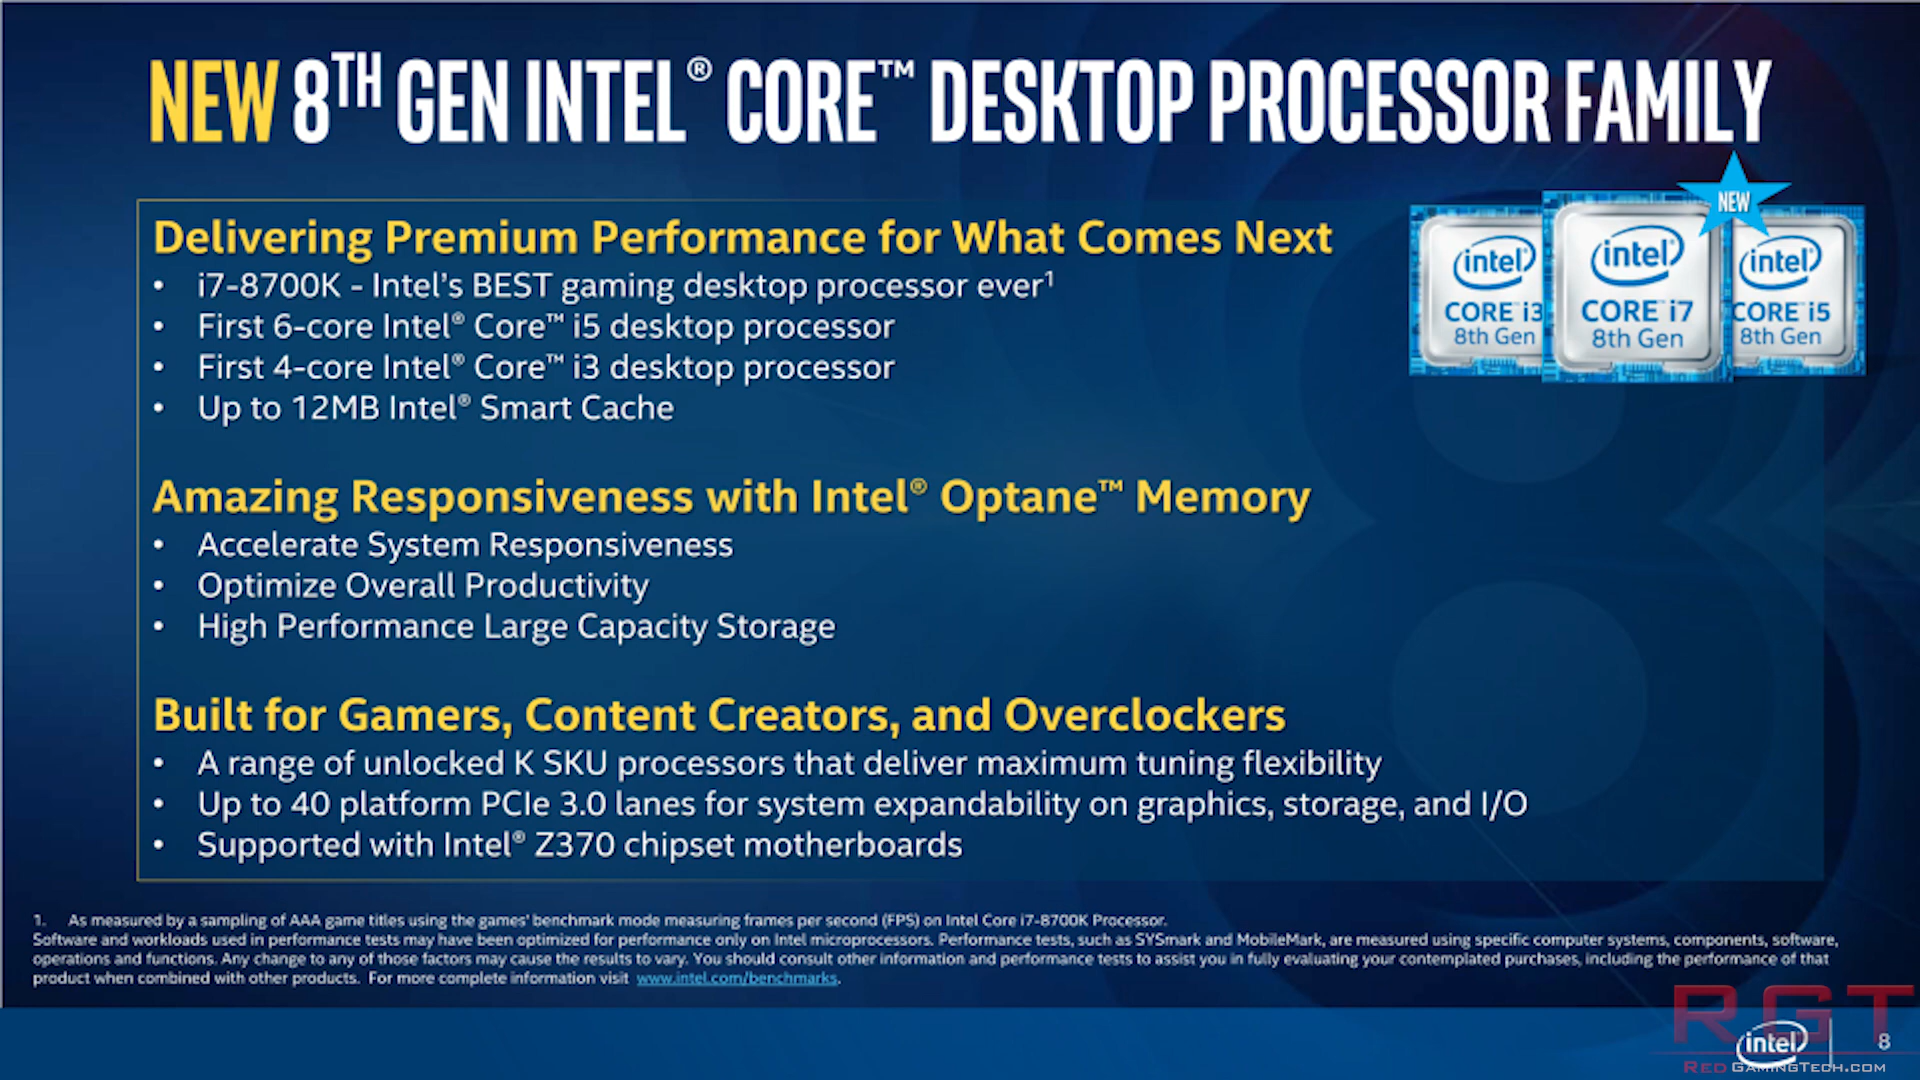 NEW 8TH GEN INTEL® CORE™ DESKTOP PROCESSOR FAMILY
NEW
Delivering Premium Performance for What Comes Next
• i7-8700K - Intel's BEST gaming desktop processor ever1
• First 6-core Intel® Core™ i5 desktop processor
• First 4-core Intel® Core™ i3 desktop processor
• Up to 12MB Intel® Smart Cache
intel®
CORE i3
8th Gen
intel®
CORE™ i7
8th Gen
intel®
CORE™ i5
8th Gen
Amazing Responsiveness with Intel® Optane™ Memory
• Accelerate System Responsiveness
• Optimize Overall Productivity
• High Performance Large Capacity Storage
Built for Gamers, Content Creators, and Overclockers
• A range of unlocked K SKU processors that deliver maximum tuning flexibility
• Up to 40 platform PCIe 3.0 lanes for system expandability on graphics, storage, and I/O
• Supported with Intel® Z370 chipset motherboards
1. As measured by a sampling of AAA game titles using the games' benchmark mode measuring frames per second (FPS) on Intel Core i7-8700K Processor.
Software and workloads used in performance tests may have been optimized for performance only on Intel microprocessors. Performance tests, such as SYSmark and MobileMark, are measured using specific computer systems, components, software,
operations and functions. Any change to any of those factors may cause the results to vary. You should consult other information and performance tests to assist you in fully evaluating your contemplated purchases, including the performance of that
product when combined with other products. For more complete information visit www.intel.com/benchmarks.
RGT
intel
8
RED GAMINGTECH.COM